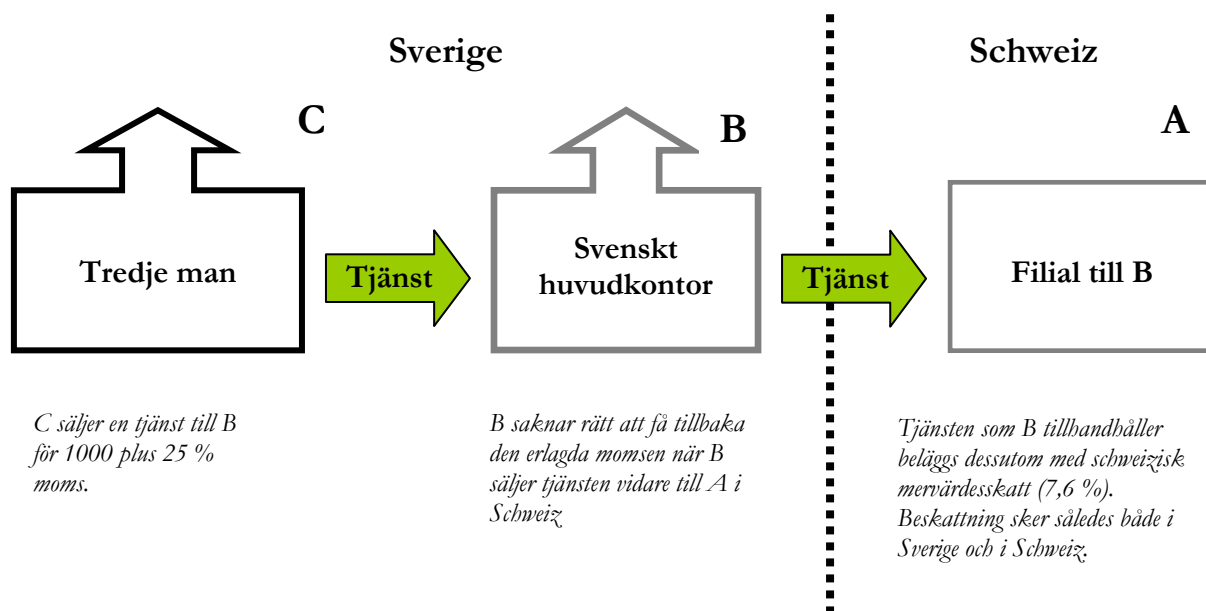 Sverige
Schweiz
C
B
A
Tredje man
Tjänst
Svenskt
huvudkontor
Tjänst
Filial till B
C säljer en tjänst till B
för 1000 plus 25 %
moms.
B saknar rätt att få tillbaka
den erlagda momsen när B
säljer tjänsten vidare till A i
Schweiz
Tjänsten som B tillhandhåller
beläggs dessutom med schweizisk
mervärdesskatt (7,6 %).
Beskattning sker således både i
Sverige och i Schweiz.